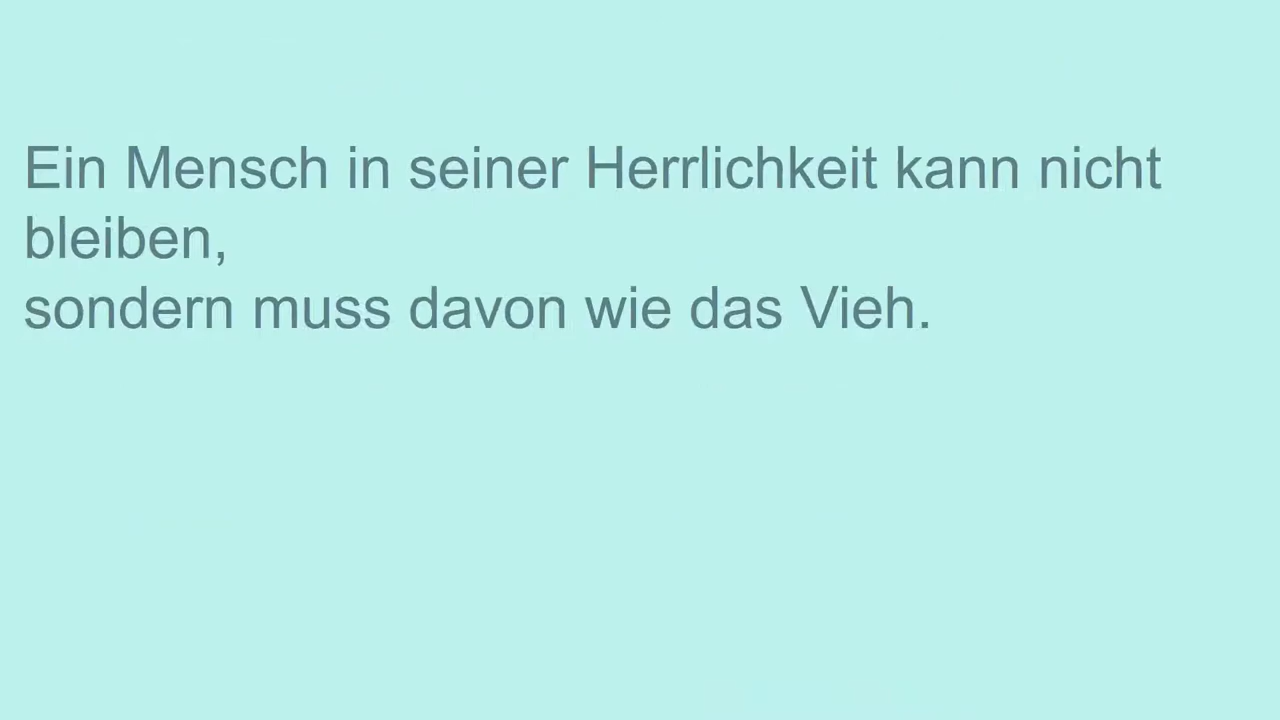 Ein Mensch in seiner Herrlichkeit kann nicht
bleiben,
sondern muss davon wie das Vieh.